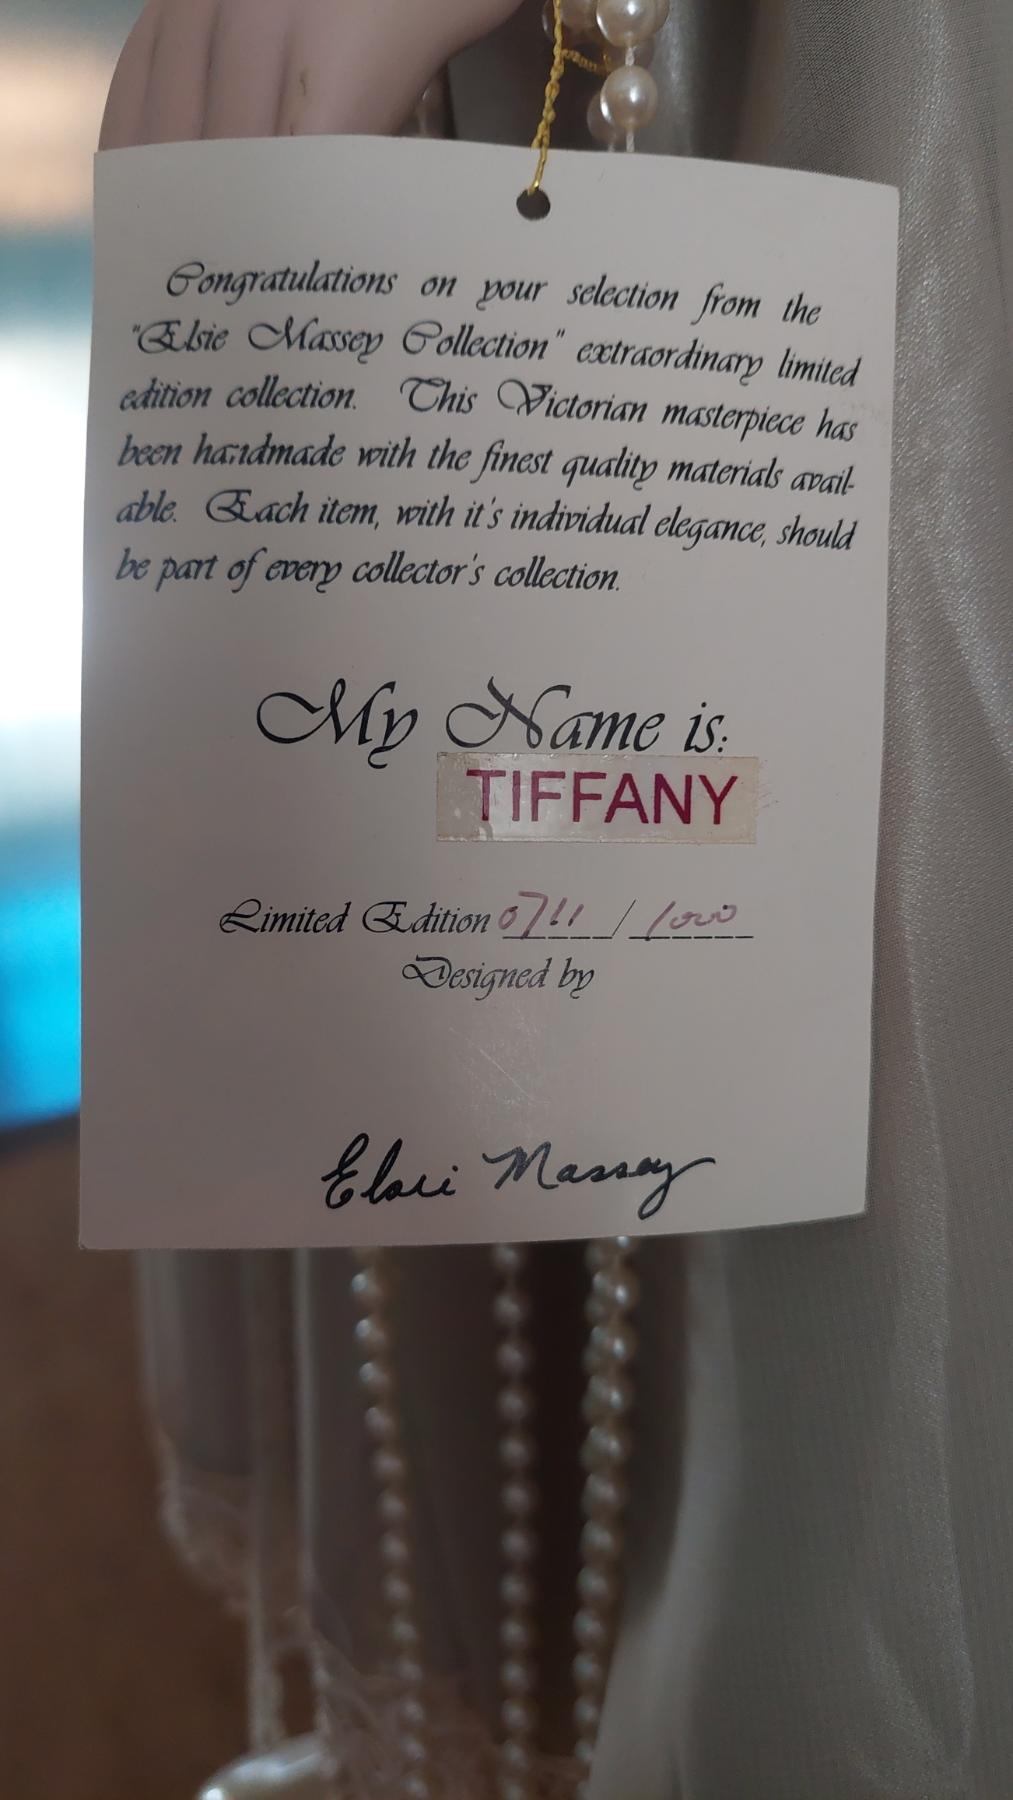 Congratulations on your selection from the
"Elsie Massey Collection" extraordinary limited
edition collection. This Victorian masterpiece has
been handmade with the finest quality materials avail-
able. Each item, with it's individual elegance, should
be part of every collector's collection.
My Name is:
TIFFANY
Limited Edition 0711 / 1000
Designed by
Elsie Massey